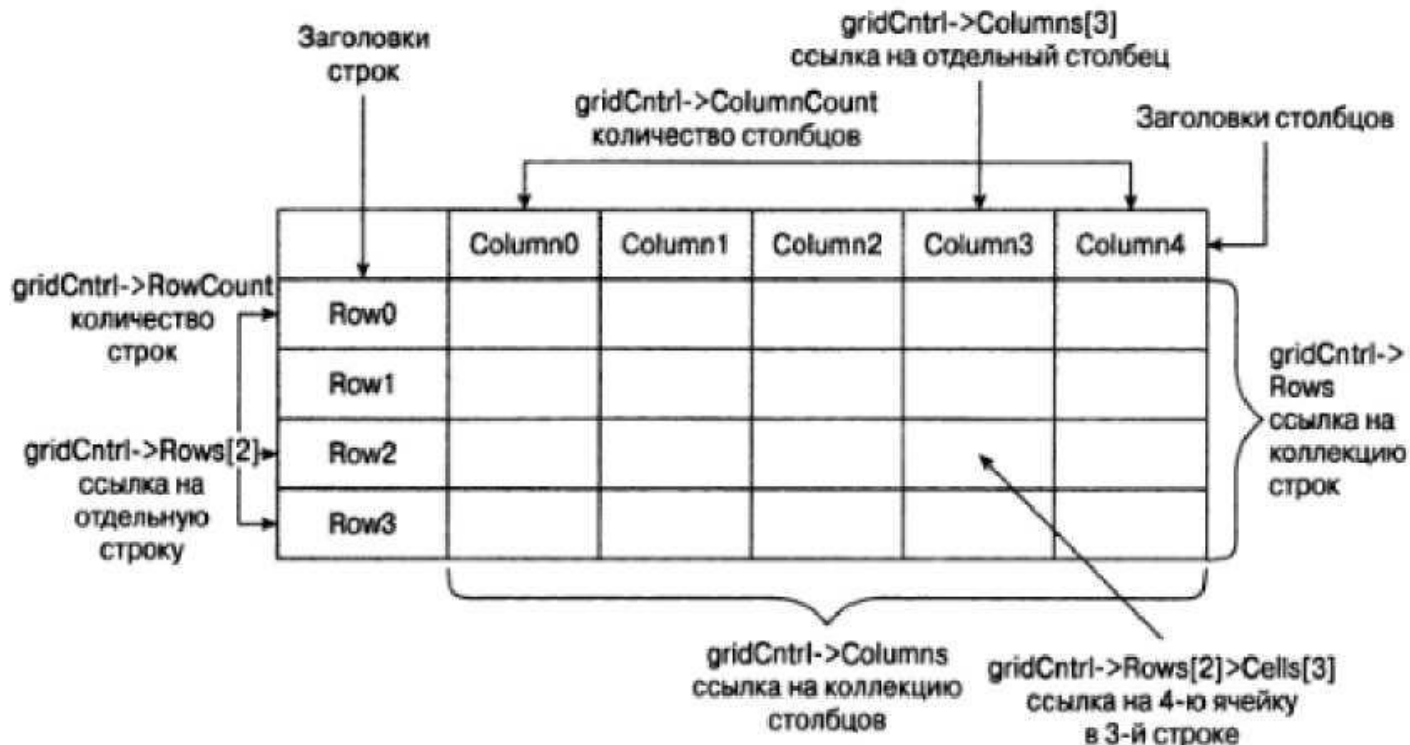 Заголовки
строк
gridCntrl->Columns[3]
ссылка на отдельный столбец
gridCntrl->ColumnCount
количество столбцов
Заголовки столбцов
Column0
Column1
Column2
Column3
Column4
gridCntrl->RowCount
количество
строк
Row0
Row1
gridCntrl->Rows[2]
ссылка на
отдельную
строку
Row2
Row3
gridCntrl->
Rows
ссылка на
коллекцию
строк
gridCntrl->Columns
ссылка на коллекцию
столбцов
gridCntrl->Rows[2]>Cells[3]
ссылка на 4-ю ячейку
в 3-й строке